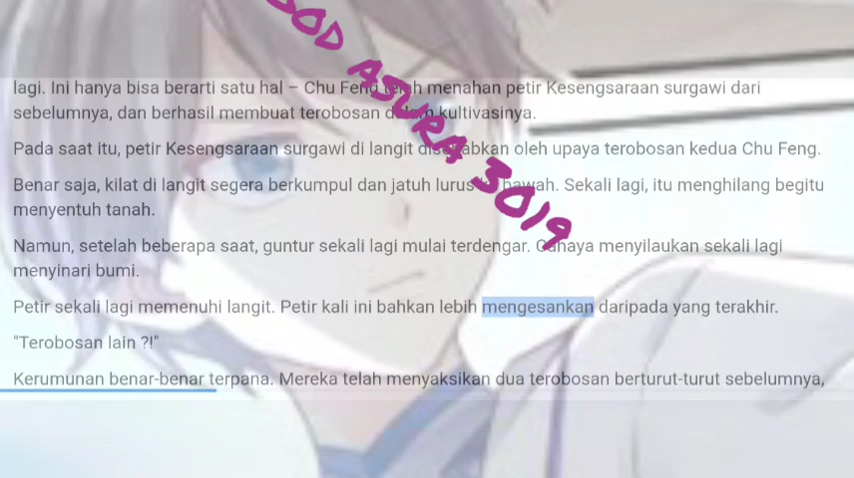 OOD ASURA 3019
lagi. Ini hanya bisa berarti satu hal – Chu Feng telah menahan petir Kesengsaraan surgawi dari
sebelumnya, dan berhasil membuat terobosan dalam kultivasinya.
Pada saat itu, petir Kesengsaraan surgawi di langit disebabkan oleh upaya terobosan kedua Chu Feng.
Benar saja, kilat di langit segera berkumpul dan jatuh lurus ke bawah. Sekali lagi, itu menghilang begitu
menyentuh tanah.
Namun, setelah beberapa saat, guntur sekali lagi mulai terdengar. Cahaya menyilaukan sekali lagi
menyinari bumi.
Petir sekali lagi memenuhi langit. Petir kali ini bahkan lebih mengesankan daripada yang terakhir.
"Terobosan lain ?!"
Kerumunan benar-benar terpana. Mereka telah menyaksikan dua terobosan berturut-turut sebelumnya,